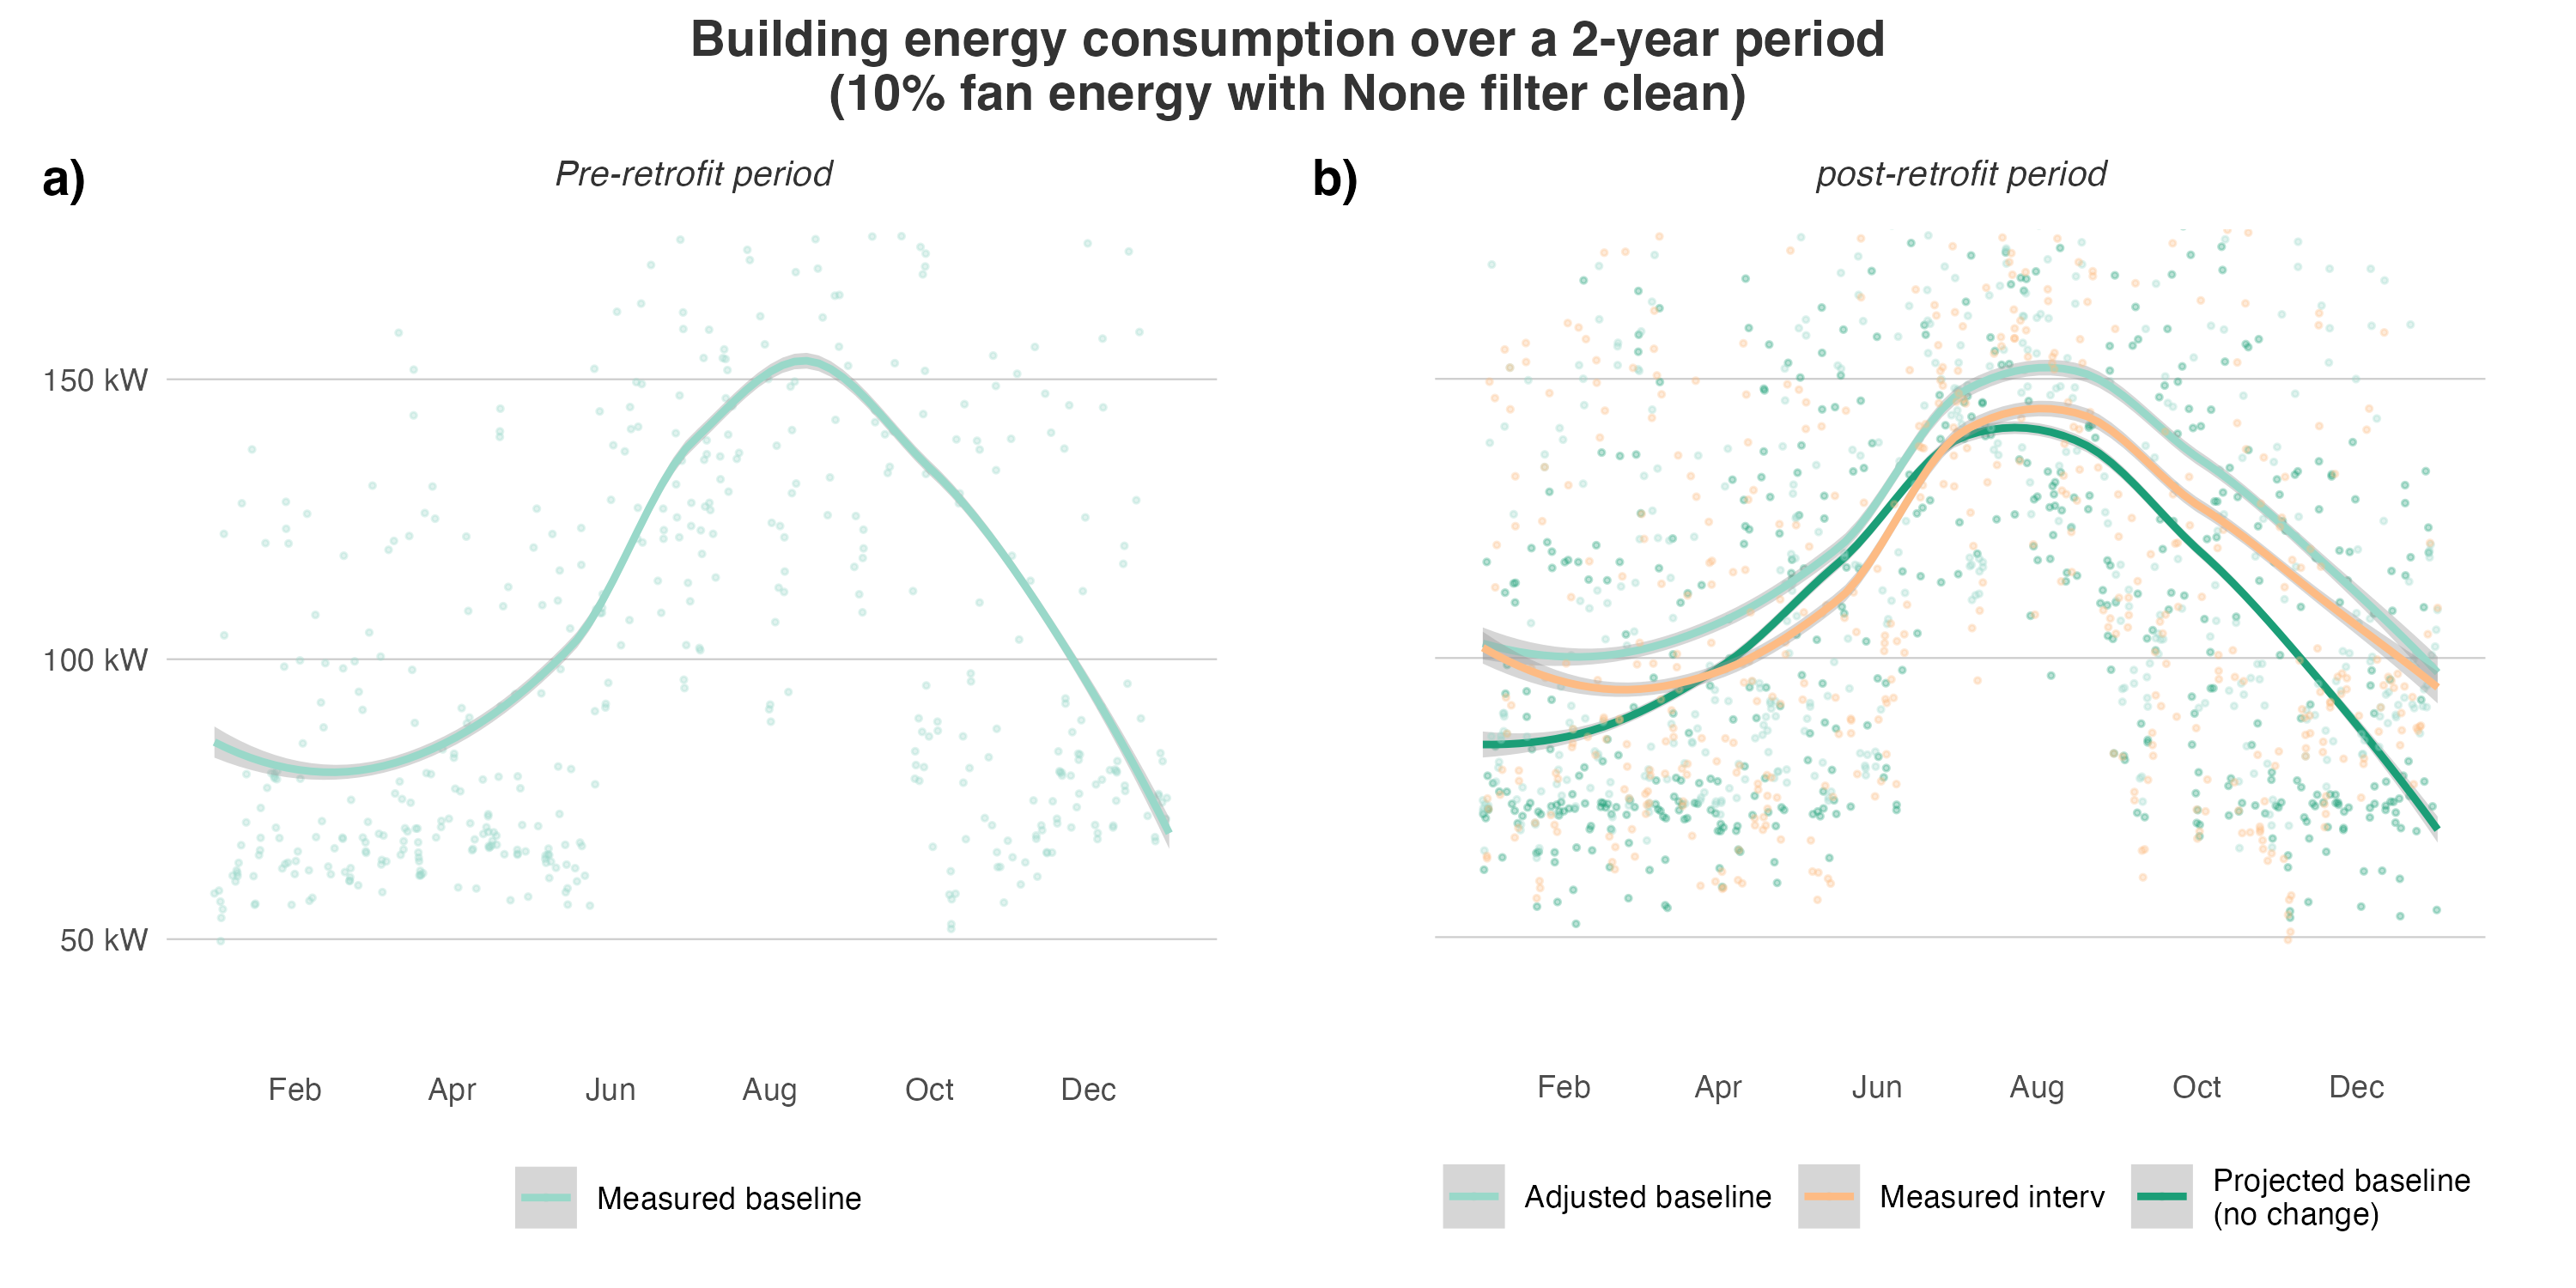 Building energy consumption over a 2-year period
(10% fan energy with None filter clean)
a)
Pre-retrofit period
150 kW
100 kW
50 kW
Feb Apr Jun Aug Oct Dec
Measured baseline
b)
post-retrofit period
Feb Apr Jun Aug Oct Dec
Adjusted baseline
Measured interv
Projected baseline
(no change)